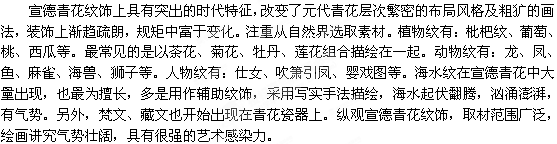 宣德青花纹饰上具有突出的时代特征，改变了元代青花层次繁密的布局风格及粗犷的画
法，装饰上渐趋疏朗，规矩中富于变化。注重从自然界选取素材。植物纹有：枇杷纹、葡萄、
桃、西瓜等。最常见的是以茶花、菊花、牡丹、莲花组合描绘在一起。动物纹有：龙、凤、
鱼、麻雀、海兽、狮子等。人物纹有：仕女、吹箫引凤、婴戏图等。海水纹在宣德青花中大
量出现，也最为擅长，多是用作辅助纹饰，采用写实手法描绘，海水起伏翻腾，汹涌澎湃，
有气势。另外，梵文、藏文也开始出现在青花瓷器上。纵观宣德青花纹饰，取材范围广泛，
绘画讲究气势壮阔，具有很强的艺术感染力。